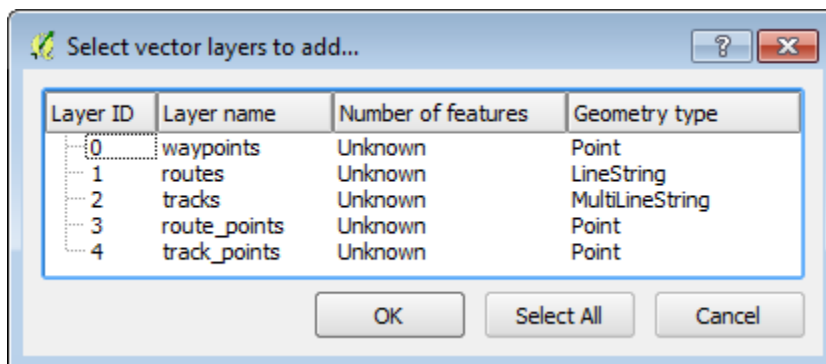 Select vector layers to add...
Layer ID Layer name Number of features Geometry type
0 waypoints Unknown Point
1 routes Unknown LineString
2 tracks Unknown MultiLineString
3 route_points Unknown Point
4 track_points Unknown Point
OK Select All Cancel